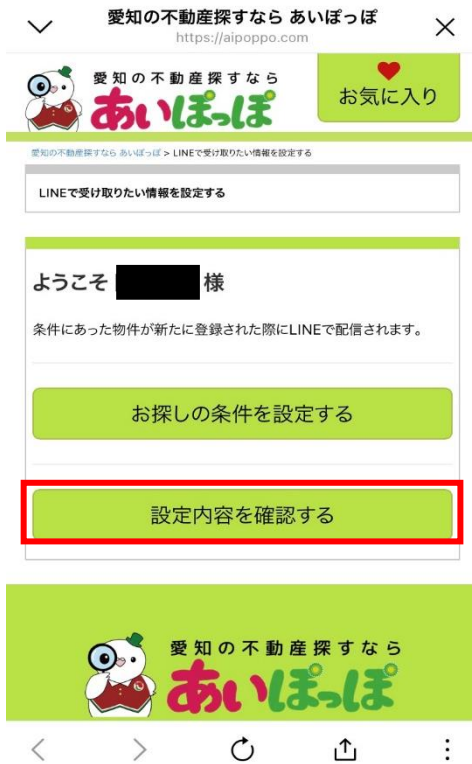 愛知の不動産探すなら あいぽっぽ
https://aipoppo.com
愛知の不動産探すなら
あいぽっぽ
お気に入り
愛知の不動産探すなら あいぽっぽ > LINEで受け取りたい情報を設定する
LINEで受け取りたい情報を設定する
ようこそ 様
条件にあった物件が新たに登録された際にLINEで配信されます。
お探しの条件を設定する
設定内容を確認する
愛知の不動産探すなら
あいぽっぽ